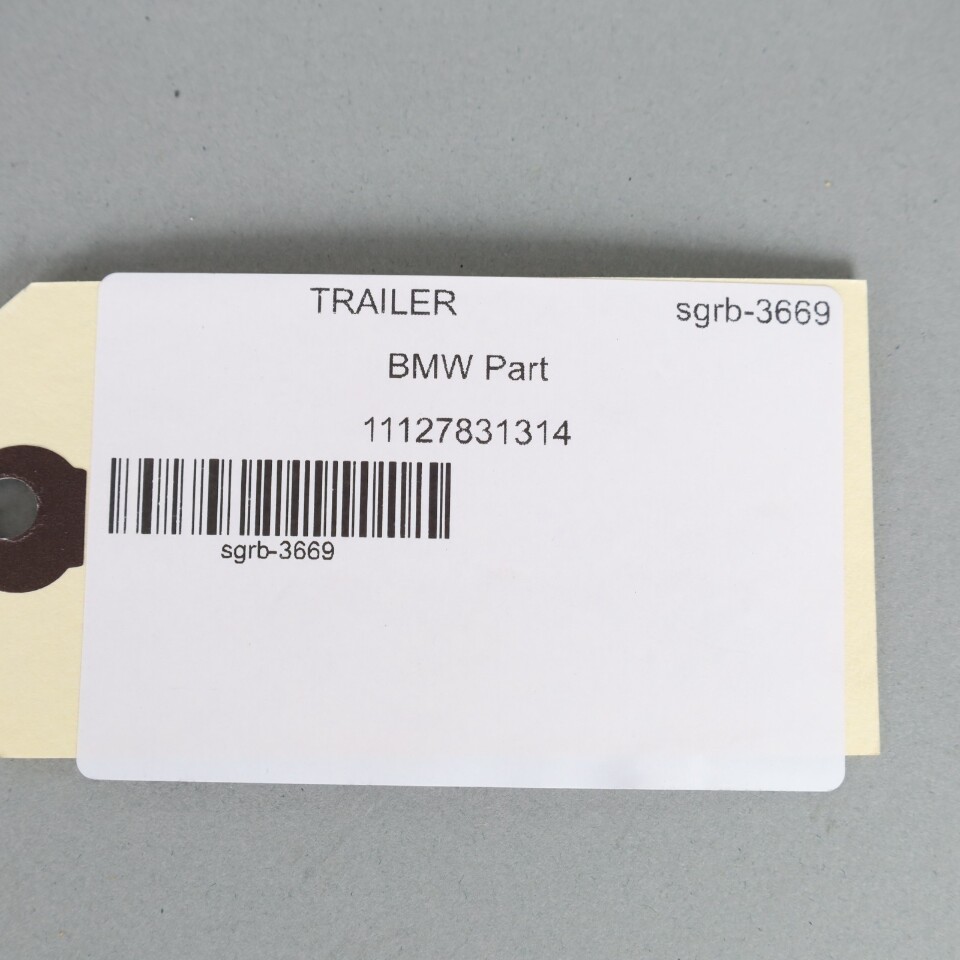 TRAILER sgrb-3669
BMW Part
11127831314
sgrb-3669